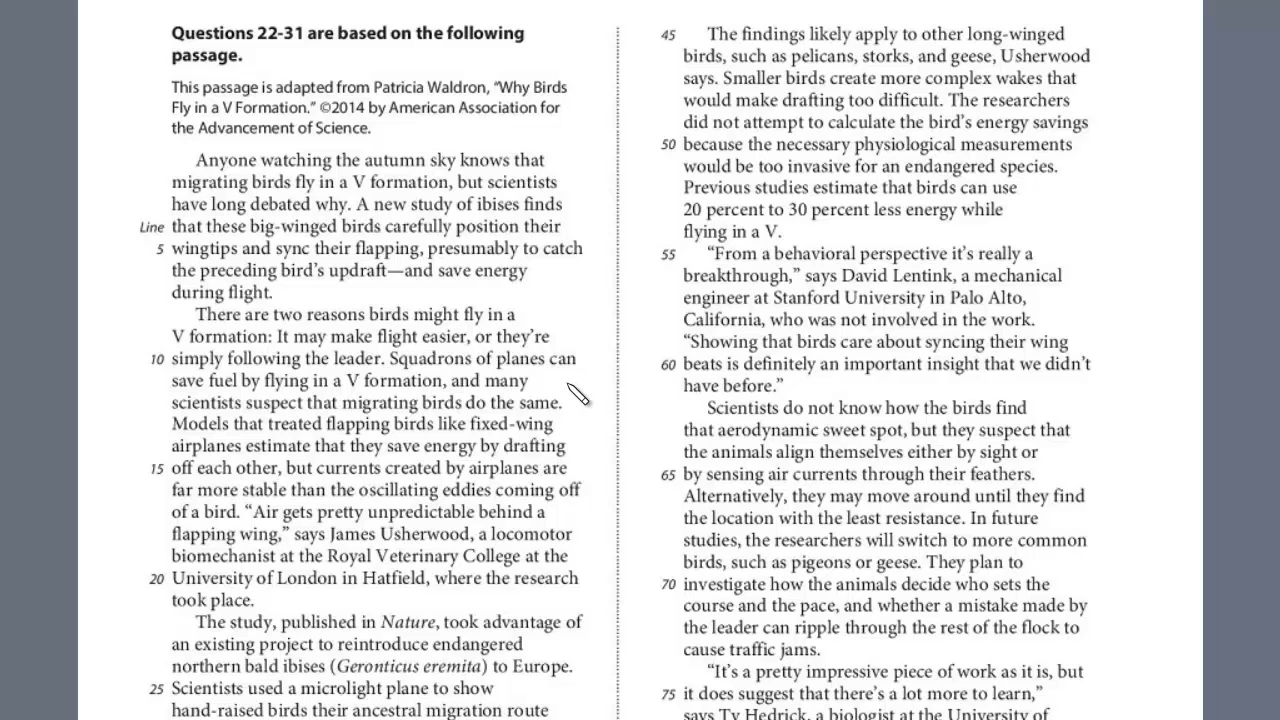 Questions 22-31 are based on the following
passage.
This passage is adapted from Patricia Waldron, “Why Birds
Fly in a V Formation.” ©2014 by American Association for
the Advancement of Science.
Anyone watching the autumn sky knows that
migrating birds fly in a V formation, but scientists
have long debated why. A new study of ibises finds
Line that these big-winged birds carefully position their
5 wingtips and sync their flapping, presumably to catch
the preceding bird’s updraft—and save energy
during flight.
There are two reasons birds might fly in a
V formation: It may make flight easier, or they’re
10 simply following the leader. Squadrons of planes can
save fuel by flying in a V formation, and many
scientists suspect that migrating birds do the same.
Models that treated flapping birds like fixed-wing
airplanes estimate that they save energy by drafting
15 off each other, but currents created by airplanes are
far more stable than the oscillating eddies coming off
of a bird. “Air gets pretty unpredictable behind a
flapping wing,” says James Usherwood, a locomotor
biomechanist at the Royal Veterinary College at the
20 University of London in Hatfield, where the research
took place.
The study, published in Nature, took advantage of
an existing project to reintroduce endangered
northern bald ibises (Geronticus eremita) to Europe.
25 Scientists used a microlight plane to show
hand-raised birds their ancestral migration route
45 The findings likely apply to other long-winged
birds, such as pelicans, storks, and geese, Usherwood
says. Smaller birds create more complex wakes that
would make drafting too difficult. The researchers
did not attempt to calculate the bird’s energy savings
50 because the necessary physiological measurements
would be too invasive for an endangered species.
Previous studies estimate that birds can use
20 percent to 30 percent less energy while
flying in a V.
55 “From a behavioral perspective it’s really a
breakthrough,” says David Lentink, a mechanical
engineer at Stanford University in Palo Alto,
California, who was not involved in the work.
“Showing that birds care about syncing their wing
60 beats is definitely an important insight that we didn’t
have before.”
Scientists do not know how the birds find
that aerodynamic sweet spot, but they suspect that
the animals align themselves either by sight or
65 by sensing air currents through their feathers.
Alternatively, they may move around until they find
the location with the least resistance. In future
studies, the researchers will switch to more common
birds, such as pigeons or geese. They plan to
70 investigate how the animals decide who sets the
course and the pace, and whether a mistake made by
the leader can ripple through the rest of the flock to
cause traffic jams.
“It’s a pretty impressive piece of work as it is, but
75 it does suggest that there’s a lot more to learn,”
says Ty Hedrick, a biologist at the University of